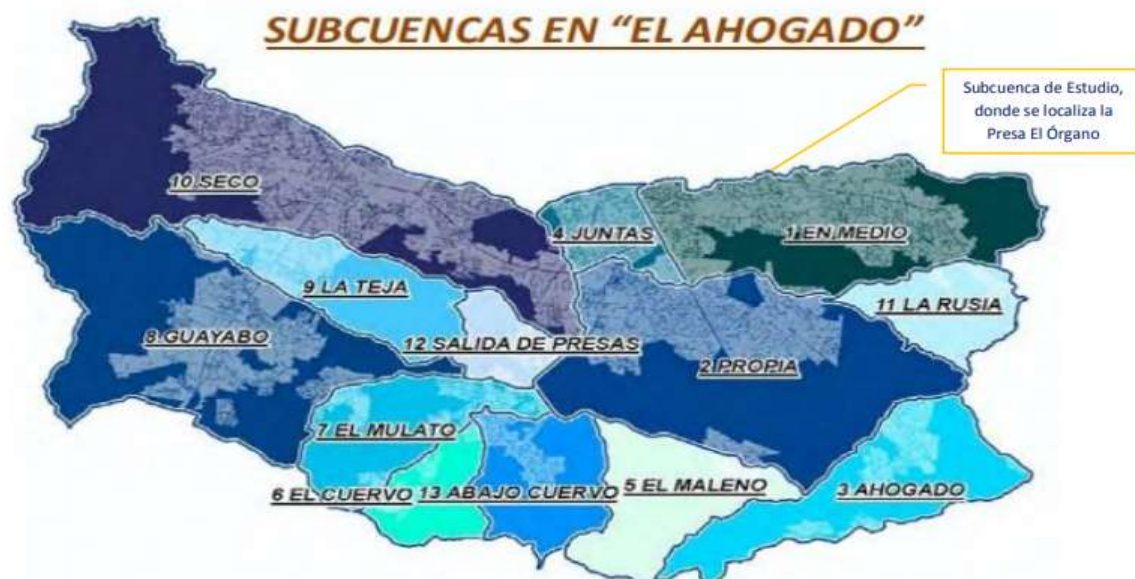 SUBCUENCAS EN “EL AHOGADO”
Subcuenca de Estudio,
donde se localiza la
Presa El Órgano
10 SECO
4 JUNTAS
1 EN MEDIO
9 LA TEJA
11 LA RUSIA
8 GUAYABO
12 SALIDA DE PRESAS
2 PROPIA
7 EL MULATO
6 EL CUERVO
13 ABAJO CUERVO
5 EL MALENO
3 AHOGADO